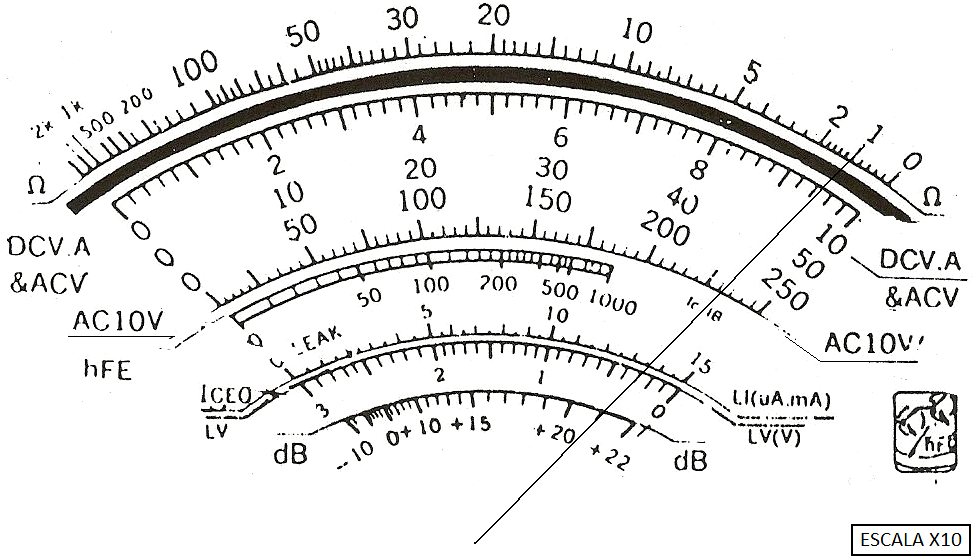 Ω 2k 1k 500 200 100 50 30 20 10 5 2 1 0 Ω
0 2 4 6 8 10
0 10 20 30 40 50
0 50 100 150 200 250
DCV.A
&ACV
DCV.A
&ACV
AC10V
AC10V
hFE
0 50 100 200 500 1000
LEAK
ICEO
LV
0 5 10 15
LI(uA.mA)
LV(V)
3 2 1 0
dB -10 0 +10 +15 +20 +22 dB
hFE
ESCALA X10